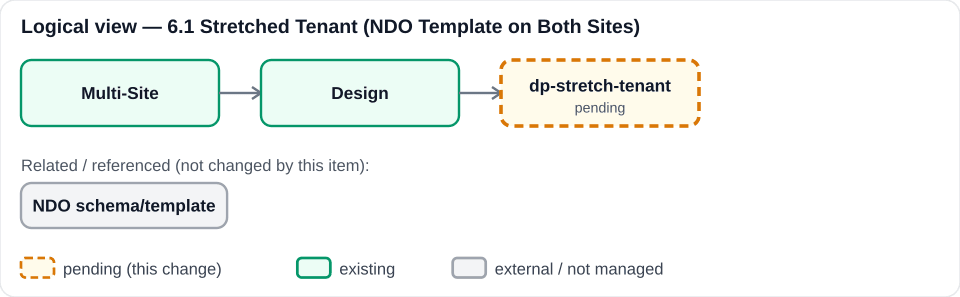 Logical view — 6.1 Stretched Tenant (NDO Template on Both Sites)
Multi-Site
Design
dp-stretch-tenant
pending
Related / referenced (not changed by this item):
NDO schema/template
pending (this change)
existing
external / not managed